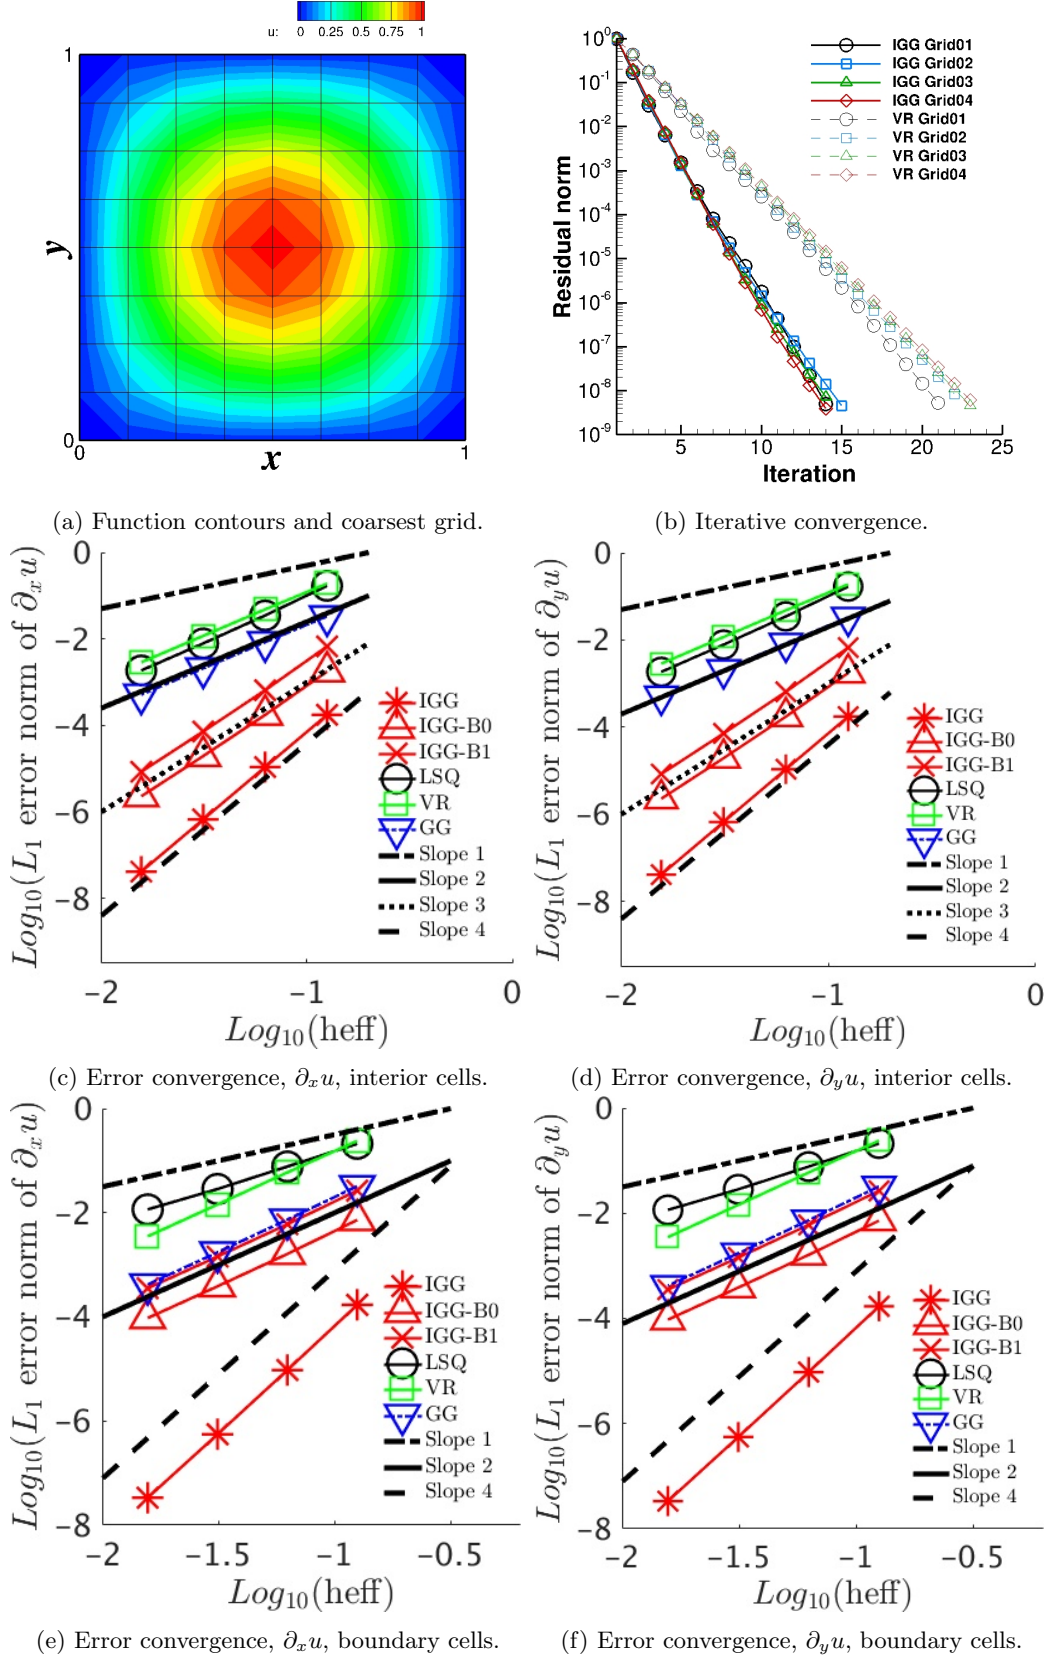 u: 0 0.25 0.5 0.75 1
1
y
0
0 1
x
(a) Function contours and coarsest grid.
10^0
10^-1
10^-2
10^-3
10^-4
10^-5
10^-6
10^-7
10^-8
10^-9
Residual norm
IGG Grid01
IGG Grid02
IGG Grid03
IGG Grid04
VR Grid01
VR Grid02
VR Grid03
VR Grid04
5 10 15 20 25
Iteration
(b) Iterative convergence.
Log10(L1 error norm of ∂xu)
0
-2
-4
-6
-8
IGG
IGG-B0
IGG-B1
LSQ
VR
GG
Slope 1
Slope 2
Slope 3
Slope 4
-2 -1 0
Log10(heff)
(c) Error convergence, ∂xu, interior cells.
Log10(L1 error norm of ∂yu)
0
-2
-4
-6
-8
IGG
IGG-B0
IGG-B1
LSQ
VR
GG
Slope 1
Slope 2
Slope 3
Slope 4
-2 -1 0
Log10(heff)
(d) Error convergence, ∂yu, interior cells.
Log10(L1 error norm of ∂xu)
0
-2
-4
-6
-8
IGG
IGG-B0
IGG-B1
LSQ
VR
GG
Slope 1
Slope 2
Slope 4
-2 -1.5 -1 -0.5
Log10(heff)
(e) Error convergence, ∂xu, boundary cells.
Log10(L1 error norm of ∂yu)
0
-2
-4
-6
-8
IGG
IGG-B0
IGG-B1
LSQ
VR
GG
Slope 1
Slope 2
Slope 4
-2 -1.5 -1 -0.5
Log10(heff)
(f) Error convergence, ∂yu, boundary cells.